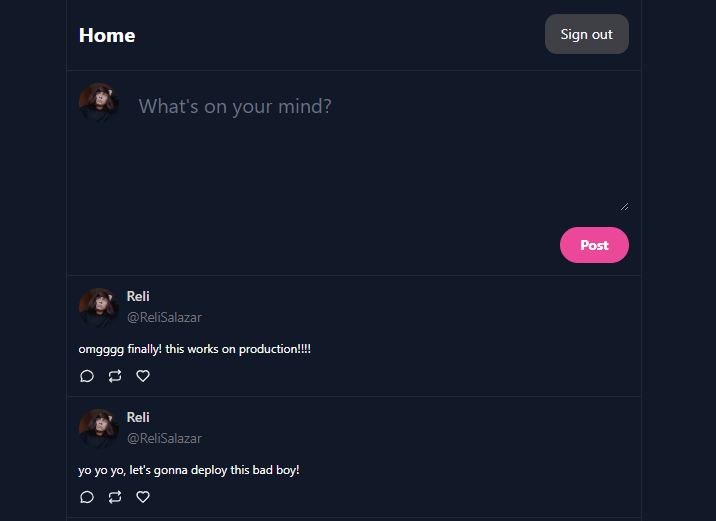 Home
Sign out
What's on your mind?
Post
Reli
@ReliSalazar
omgggg finally! this works on production!!!!
Reli
@ReliSalazar
yo yo yo, let's gonna deploy this bad boy!